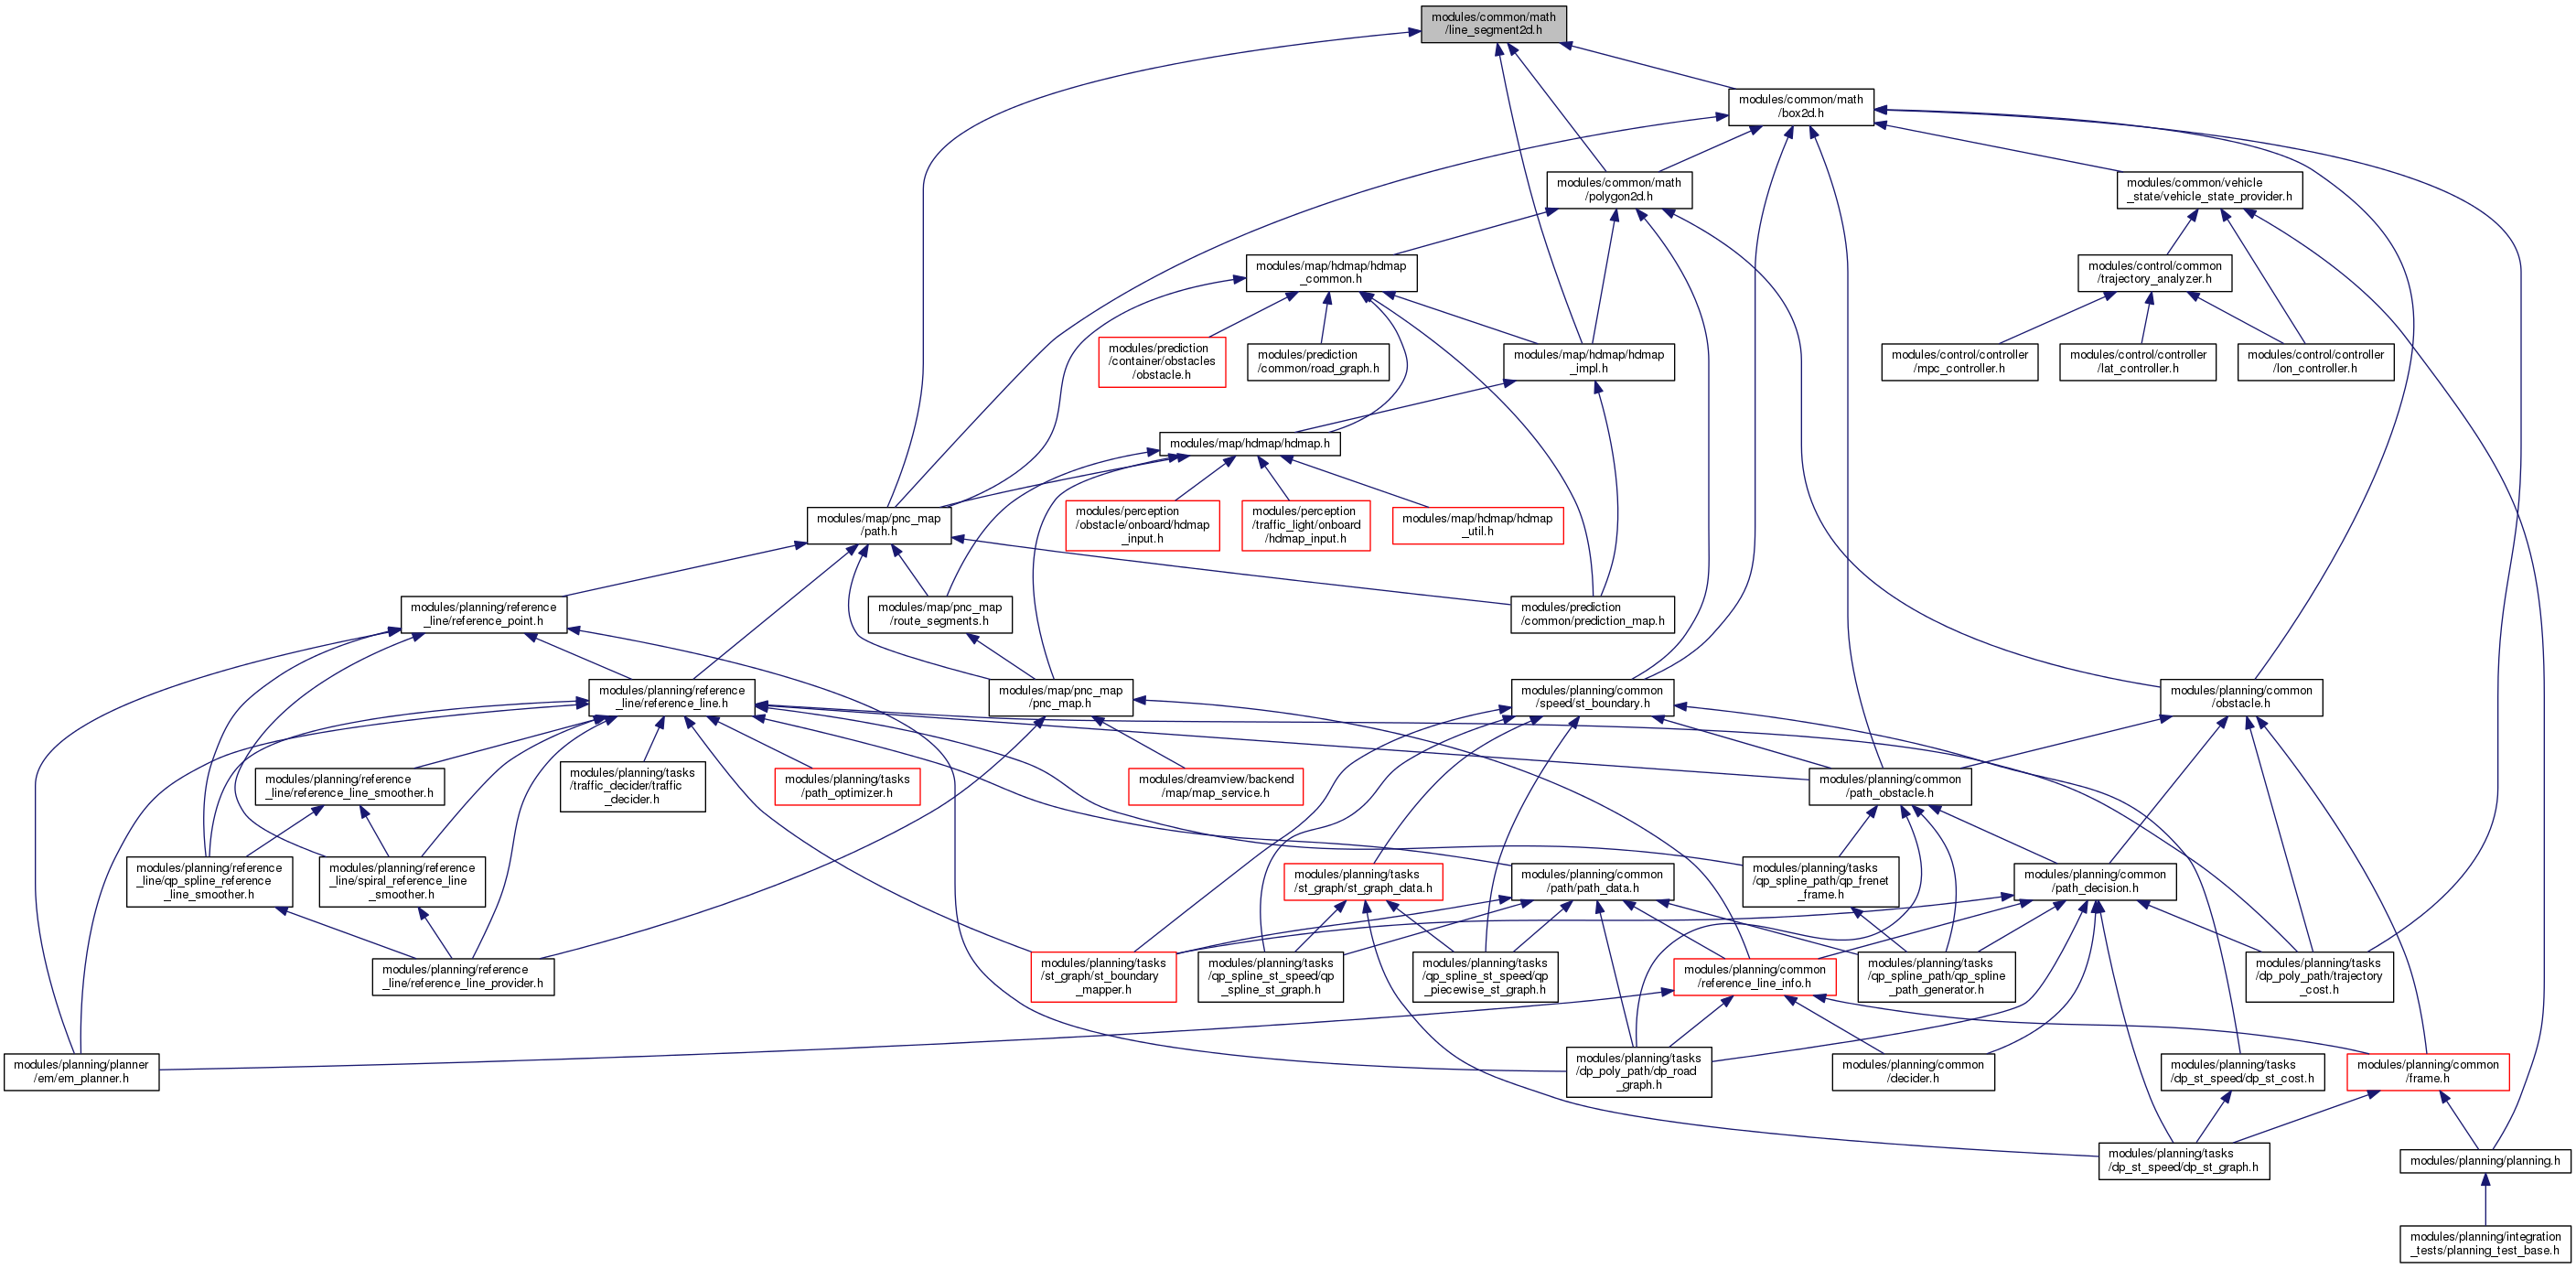 modules/common/math
/line_segment2d.h
modules/common/math
/box2d.h
modules/common/math
/polygon2d.h
modules/common/vehicle
_state/vehicle_state_provider.h
modules/map/hdmap/hdmap
_common.h
modules/control/common
/trajectory_analyzer.h
modules/prediction
/container/obstacles
/obstacle.h
modules/prediction
/common/road_graph.h
modules/map/hdmap/hdmap
_impl.h
modules/control/controller
/mpc_controller.h
modules/control/controller
/lat_controller.h
modules/control/controller
/lon_controller.h
modules/map/hdmap/hdmap.h
modules/map/pnc_map
/path.h
modules/perception
/obstacle/onboard/hdmap
_input.h
modules/perception
/traffic_light/onboard
/hdmap_input.h
modules/map/hdmap/hdmap
_util.h
modules/planning/reference
_line/reference_point.h
modules/map/pnc_map
/route_segments.h
modules/prediction
/common/prediction_map.h
modules/planning/reference
_line/reference_line.h
modules/map/pnc_map
/pnc_map.h
modules/planning/common
/speed/st_boundary.h
modules/planning/common
/obstacle.h
modules/planning/reference
_line/reference_line_smoother.h
modules/planning/tasks
/traffic_decider/traffic
_decider.h
modules/planning/tasks
/path_optimizer.h
modules/dreamview/backend
/map/map_service.h
modules/planning/common
/path_obstacle.h
modules/planning/reference
_line/qp_spline_reference
_line_smoother.h
modules/planning/reference
_line/spiral_reference_line
_smoother.h
modules/planning/tasks
/st_graph/st_graph_data.h
modules/planning/common
/path/path_data.h
modules/planning/tasks
/qp_spline_path/qp_frenet
_frame.h
modules/planning/common
/path_decision.h
modules/planning/reference
_line/reference_line_provider.h
modules/planning/tasks
/st_graph/st_boundary
_mapper.h
modules/planning/tasks
/qp_spline_st_speed/qp
_spline_st_graph.h
modules/planning/tasks
/qp_spline_st_speed/qp
_piecewise_st_graph.h
modules/planning/common
/reference_line_info.h
modules/planning/tasks
/qp_spline_path/qp_spline
_path_generator.h
modules/planning/tasks
/dp_poly_path/trajectory
_cost.h
modules/planning/planner
/em/em_planner.h
modules/planning/tasks
/dp_poly_path/dp_road
_graph.h
modules/planning/common
/decider.h
modules/planning/tasks
/dp_st_speed/dp_st_cost.h
modules/planning/common
/frame.h
modules/planning/tasks
/dp_st_speed/dp_st_graph.h
modules/planning/planning.h
modules/planning/integration
_tests/planning_test_base.h